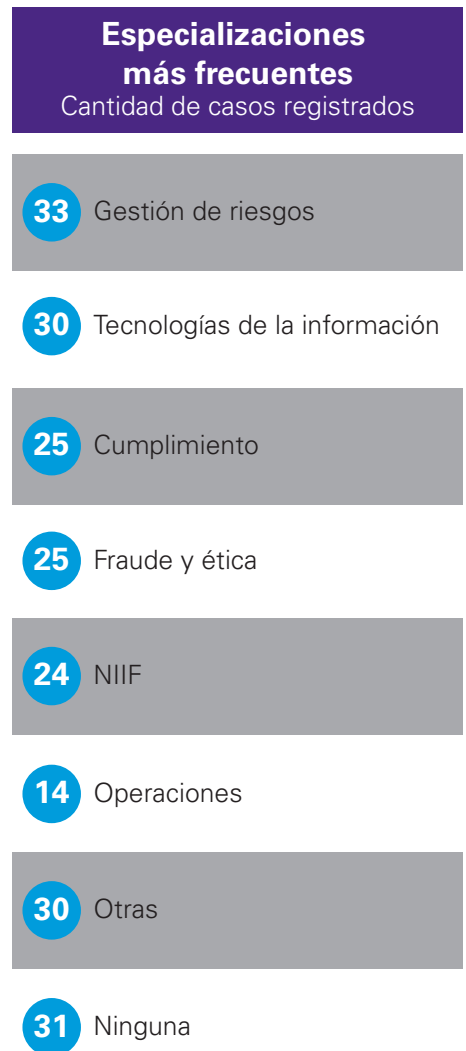 Especializaciones
más frecuentes
Cantidad de casos registrados
33 Gestión de riesgos
30 Tecnologías de la información
25 Cumplimiento
25 Fraude y ética
24 NIIF
14 Operaciones
30 Otras
31 Ninguna